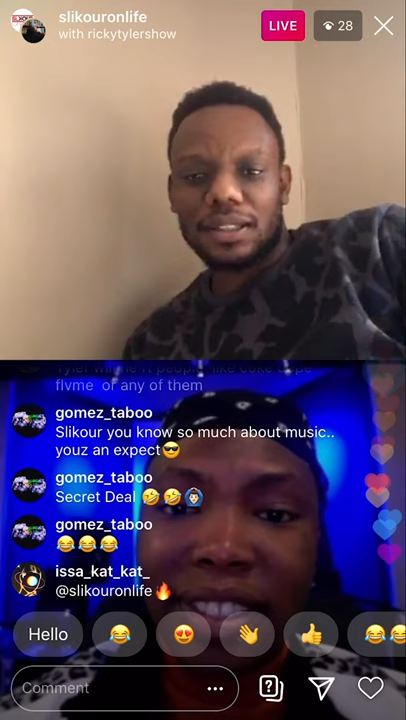 slikouronlife
with rickytylershow
LIVE
28
flvme of any of them
gomez_taboo
Slikour you know so much about music..
youz an expect😎
gomez_taboo
Secret Deal 🤣🤣🙆🏻‍♂️
gomez_taboo
😂😂😂
issa_kat_kat_
@slikouronlife🔥
Hello
Comment